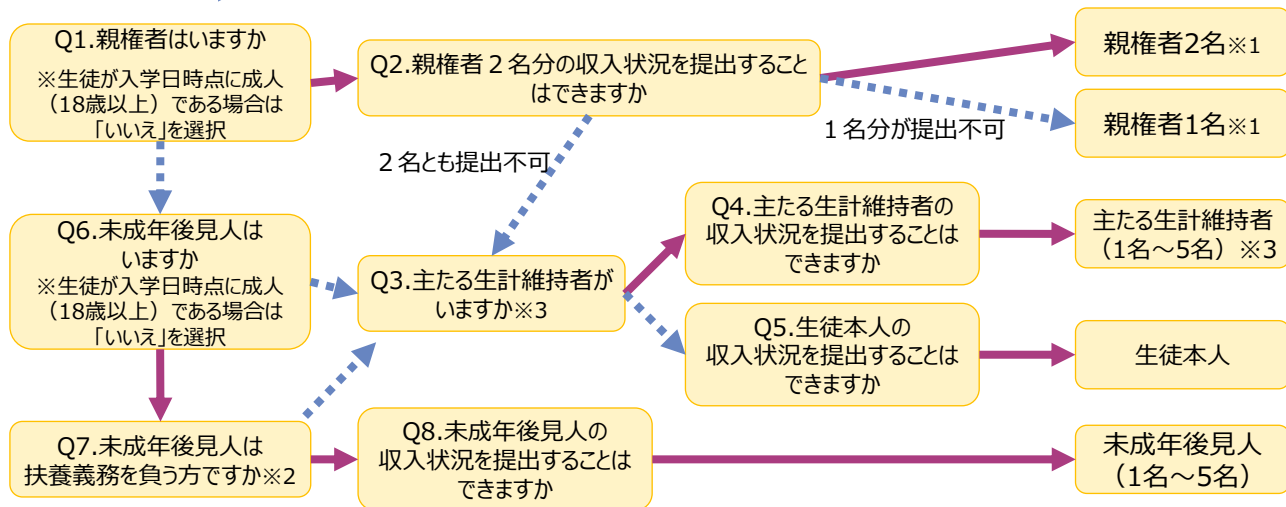 Q1.親権者はいますか
※生徒が入学日時点に成人
（18歳以上）である場合は
「いいえ」を選択
Q2.親権者２名分の収入状況を提出すること
はできますか
親権者2名※1
親権者1名※1
１名分が提出不可
２名とも提出不可
Q6.未成年後見人は
いますか
※生徒が入学日時点に成人
（18歳以上）である場合は
「いいえ」を選択
Q3.主たる生計維持者が
いますか※3
Q4.主たる生計維持者の
収入状況を提出することは
できますか
主たる生計維持者
（1名～5名）※3
Q5.生徒本人の
収入状況を提出することは
できますか
生徒本人
Q7.未成年後見人は
扶養義務を負う方ですか※2
Q8.未成年後見人の
収入状況を提出することは
できますか
未成年後見人
（1名～5名）